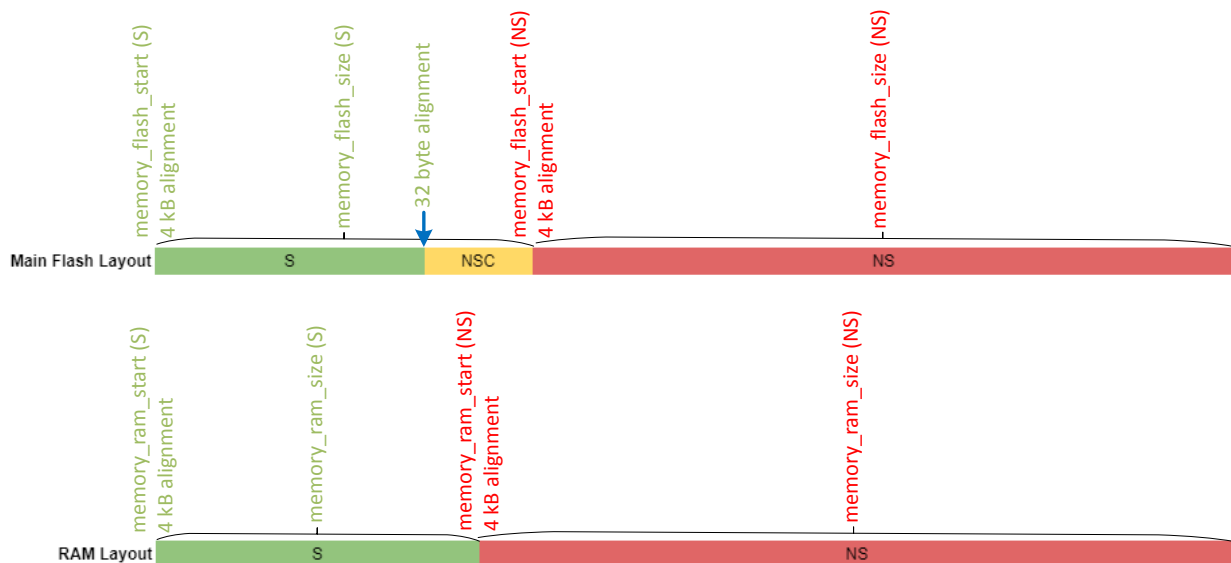 memory_flash_start (S)
4 kB alignment
memory_flash_size (S)
32 byte alignment
memory_flash_start (NS)
4 kB alignment
memory_flash_size (NS)
Main Flash Layout
S
NSC
NS
memory_ram_start (S)
4 kB alignment
memory_ram_size (S)
memory_ram_start (NS)
4 kB alignment
memory_ram_size (NS)
RAM Layout
S
NS